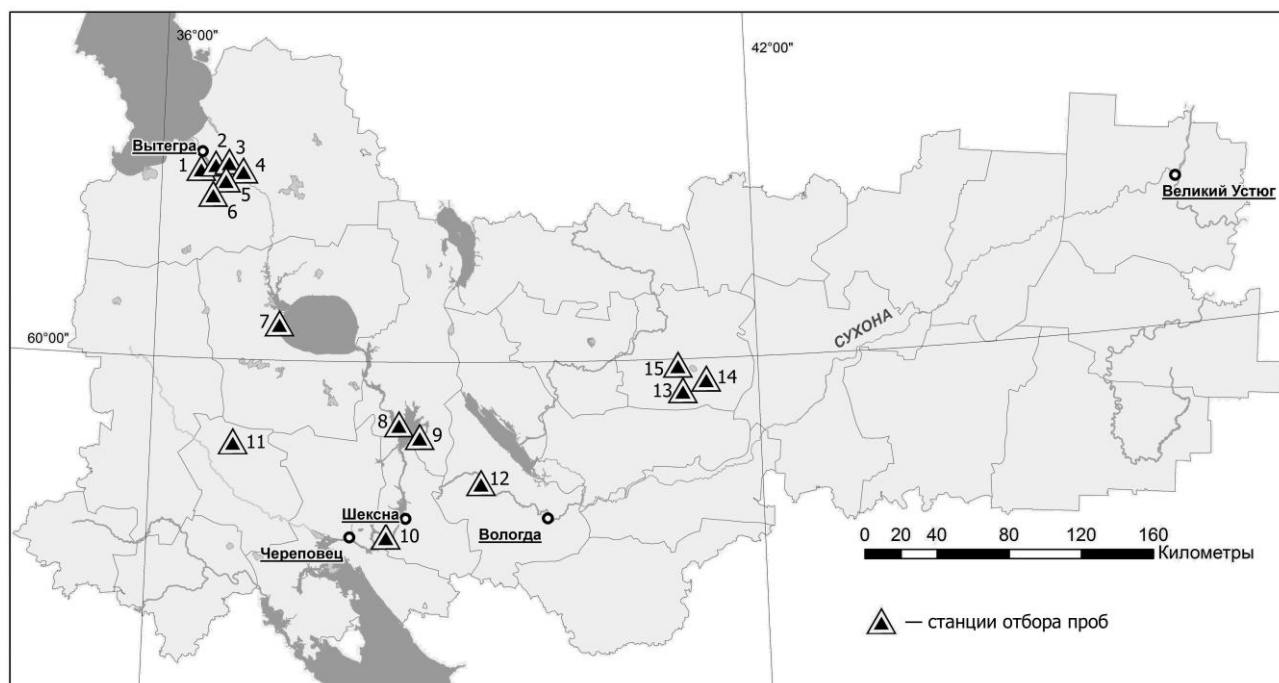 36°00"
42°00"
Вытегра
2
3
1
4
5
6
Великий Устюг
7
60°00"
СУХОНА
15
14
13
8
9
11
12
Шексна
10
Вологда
Череповец
0 20 40 80 120 160
Километры
— станции отбора проб